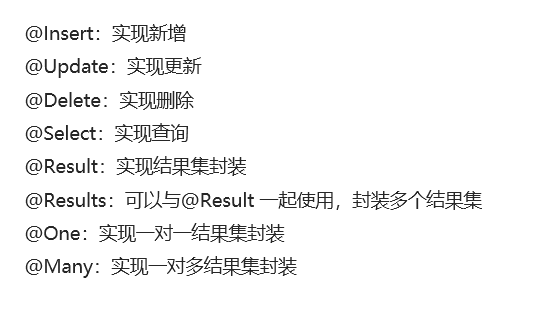 @Insert：实现新增
@Update：实现更新
@Delete：实现删除
@Select：实现查询
@Result：实现结果集封装
@Results：可以与@Result 一起使用，封装多个结果集
@One：实现一对一结果集封装
@Many：实现一对多结果集封装